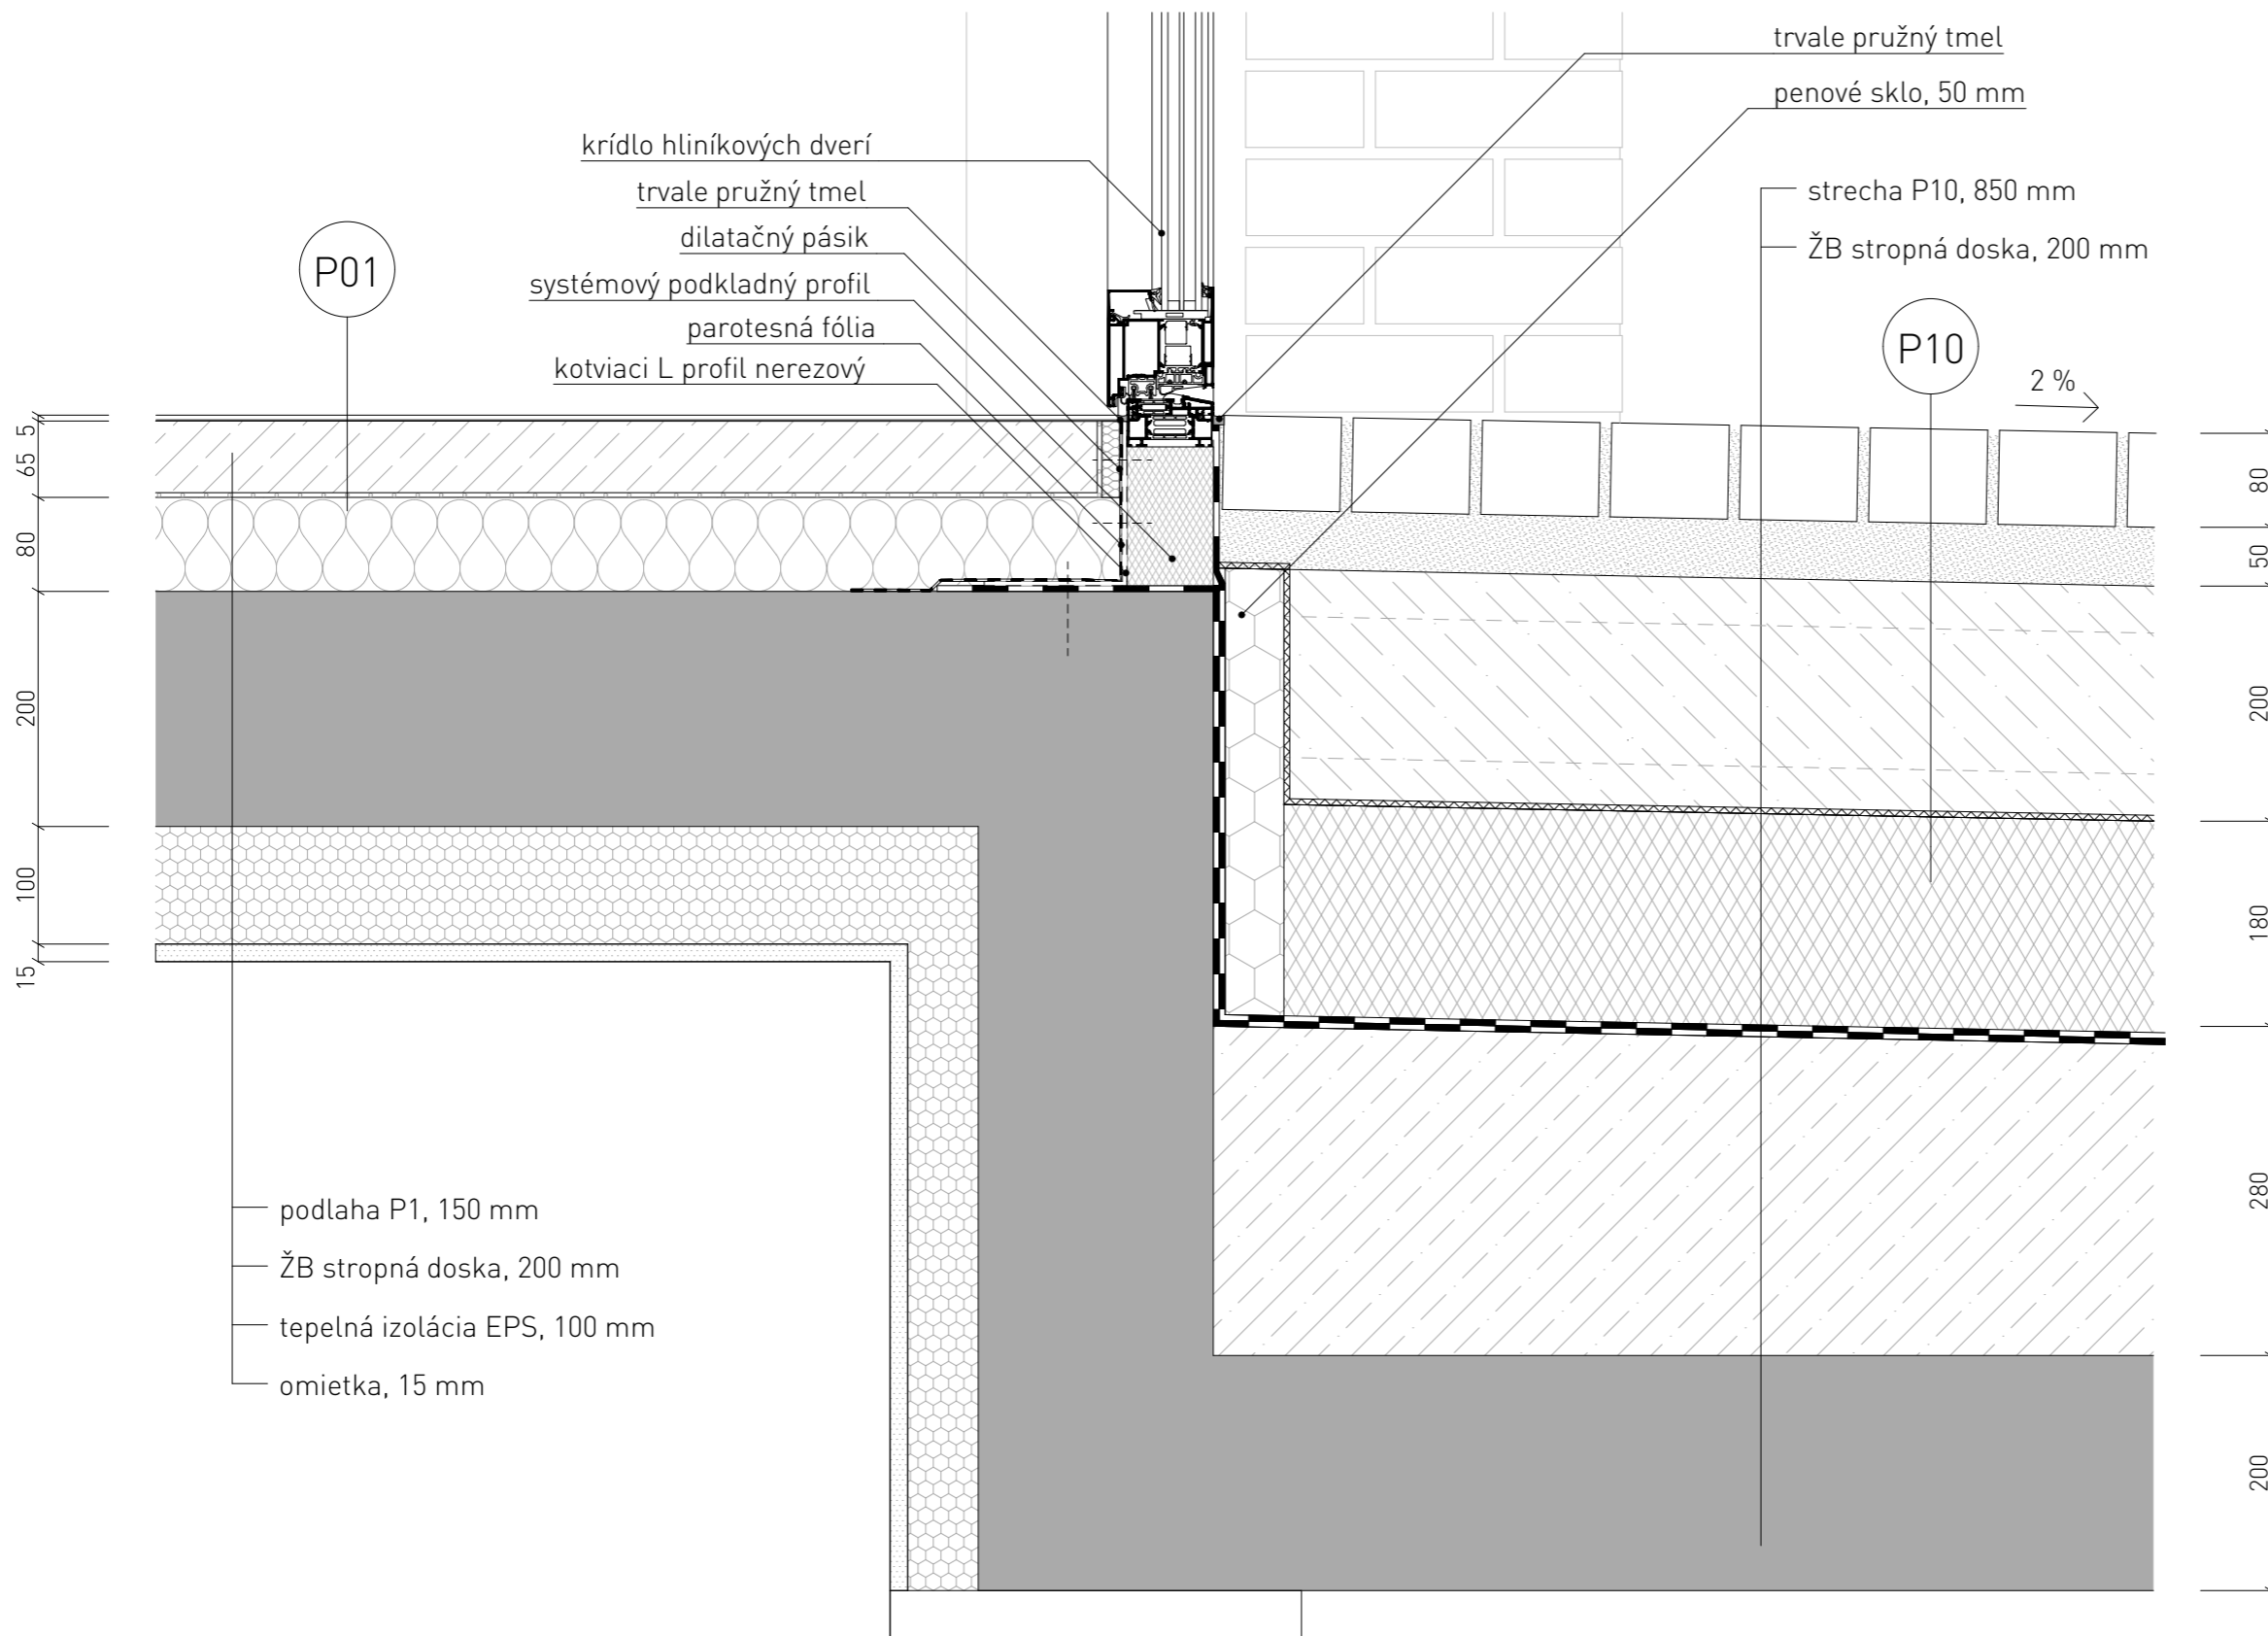 trvale pružný tmel
penové sklo, 50 mm
krídlo hliníkových dverí
trvale pružný tmel
dilatačný pásik
systémový podkladný profil
parotesná fólia
kotviaci L profil nerezový
strecha P10, 850 mm
ŽB stropná doska, 200 mm
P01
P10
2 %
5
65
80
200
100
15
80
50
200
180
280
200
podlaha P1, 150 mm
ŽB stropná doska, 200 mm
tepelná izolácia EPS, 100 mm
omietka, 15 mm